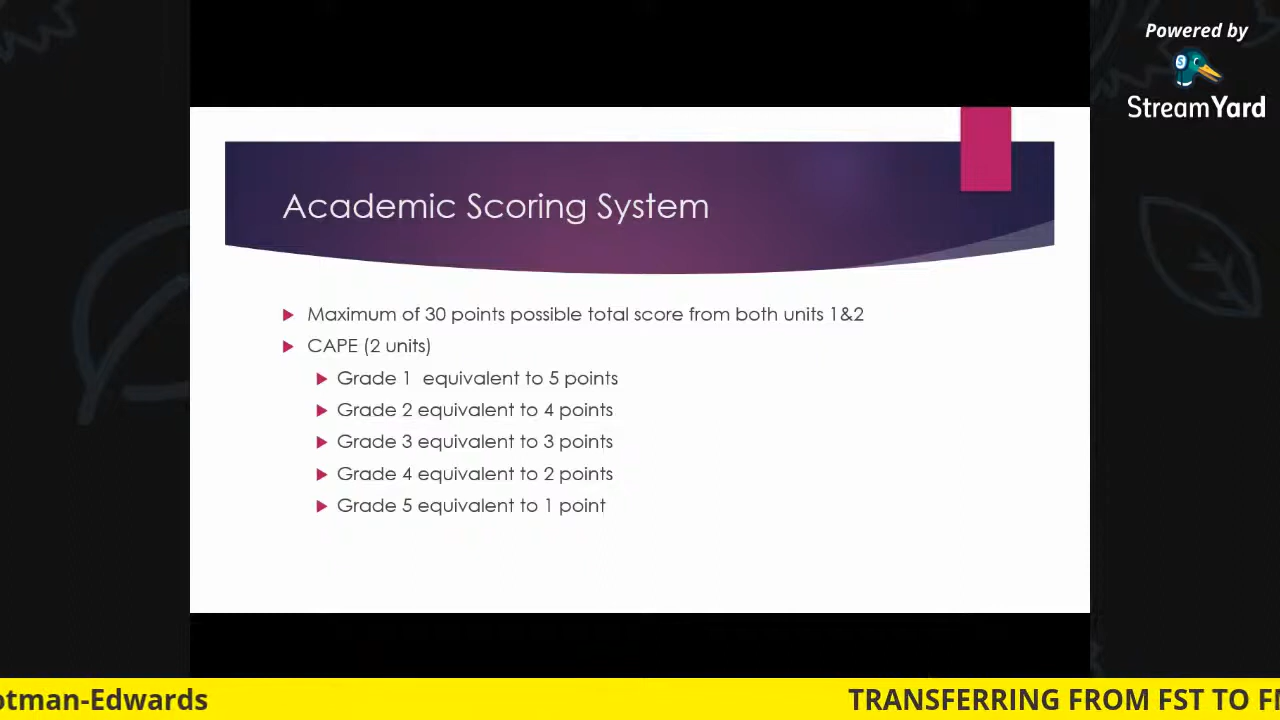 Powered by
StreamYard
Academic Scoring System
Maximum of 30 points possible total score from both units 1&2
CAPE (2 units)
Grade 1 equivalent to 5 points
Grade 2 equivalent to 4 points
Grade 3 equivalent to 3 points
Grade 4 equivalent to 2 points
Grade 5 equivalent to 1 point
otman-Edwards TRANSFERRING FROM FST TO